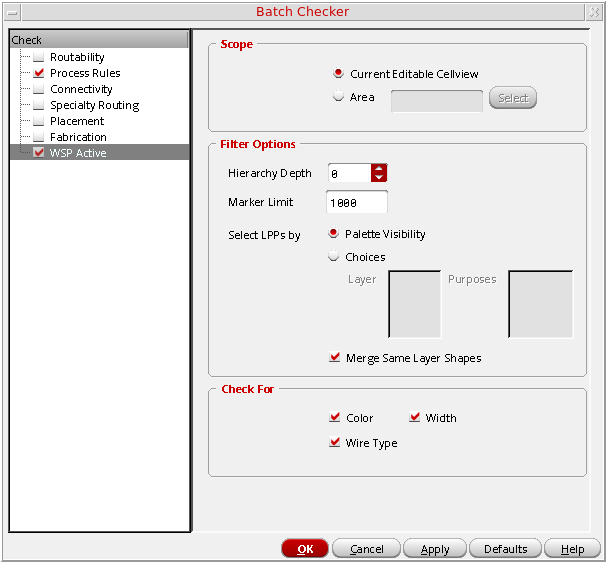 Batch Checker
Check
Routability
Process Rules
Connectivity
Specialty Routing
Placement
Fabrication
WSP Active
Scope
Current Editable Cellview
Area
Select
Filter Options
Hierarchy Depth 0
Marker Limit 1000
Select LPPs by Palette Visibility
Choices
Layer Purposes
Merge Same Layer Shapes
Check For
Color Width
Wire Type
OK Cancel Apply Defaults Help